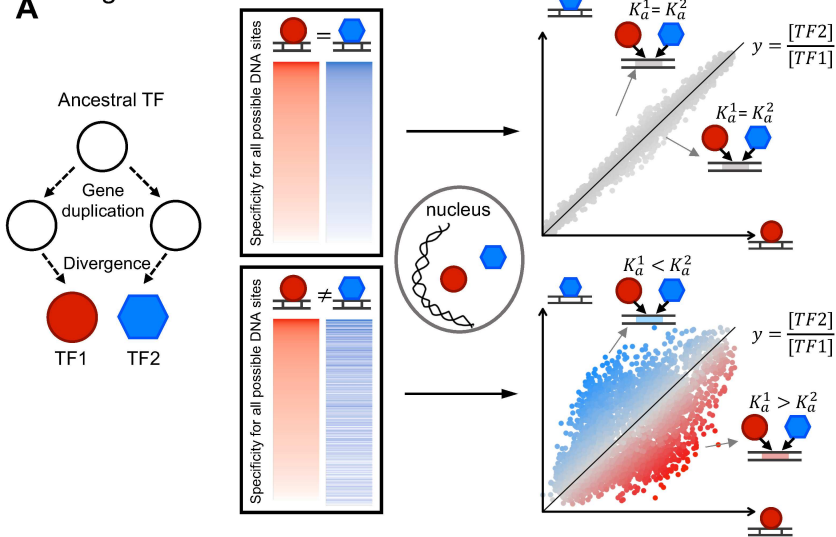 A
Ancestral TF
Gene
duplication
Divergence
TF1
TF2
Specificity for all possible DNA sites
=
Specificity for all possible DNA sites
≠
nucleus
K_a^1 = K_a^2
y = [TF2]/[TF1]
K_a^1 = K_a^2
K_a^1 < K_a^2
y = [TF2]/[TF1]
K_a^1 > K_a^2